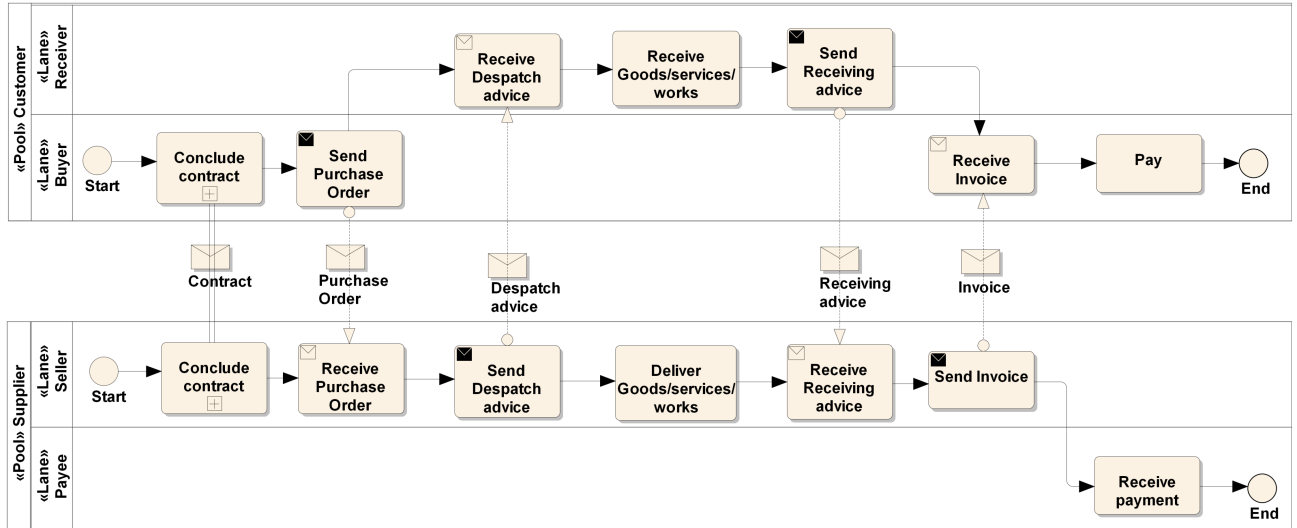 «Pool» Customer
«Lane»
Receiver
Receive
Despatch
advice
Receive
Goods/services/
works
Send
Receiving
advice
«Lane»
Buyer
Start
Conclude
contract
Send
Purchase
Order
Receive
Invoice
Pay
End
Contract
Purchase
Order
Despatch
advice
Receiving
advice
Invoice
«Pool» Supplier
«Lane»
Seller
Start
Conclude
contract
Receive
Purchase
Order
Send
Despatch
advice
Deliver
Goods/services/
works
Receive
Receiving
advice
Send Invoice
«Lane»
Payee
Receive
payment
End